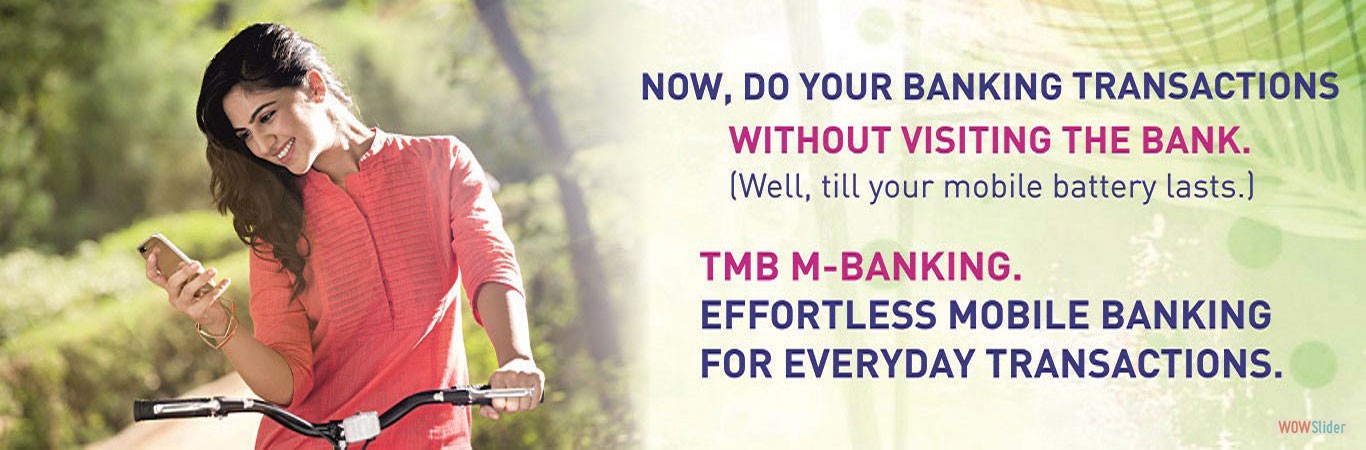 NOW, DO YOUR BANKING TRANSACTIONS
WITHOUT VISITING THE BANK.
(Well, till your mobile battery lasts.)
TMB M-BANKING.
EFFORTLESS MOBILE BANKING
FOR EVERYDAY TRANSACTIONS.
WOWSlider